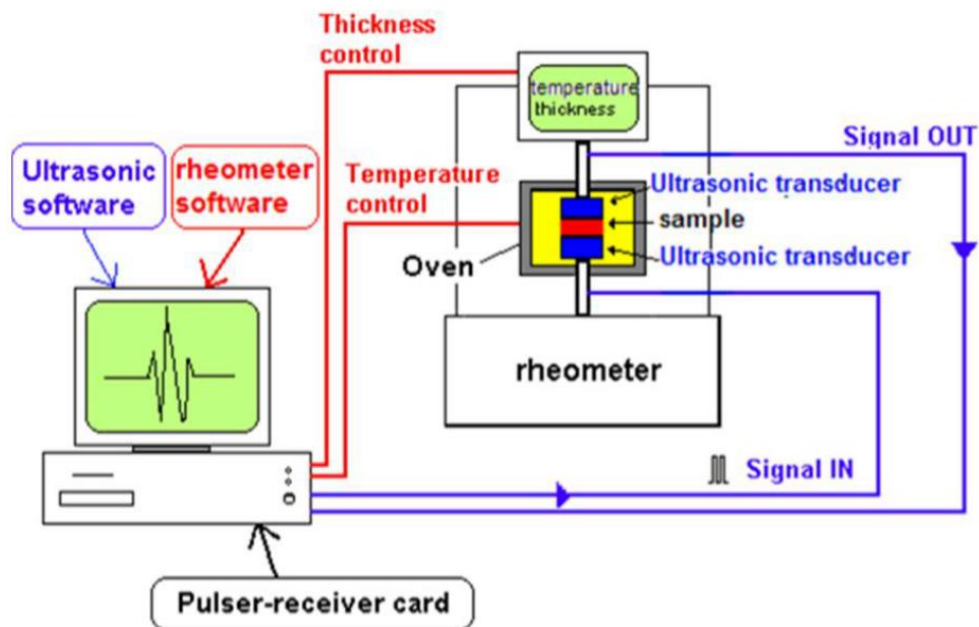 Thickness
control
temperature
thickness
Signal OUT
Ultrasonic
software
rheometer
software
Temperature
control
Ultrasonic transducer
sample
Ultrasonic transducer
Oven
rheometer
Signal IN
Pulser-receiver card